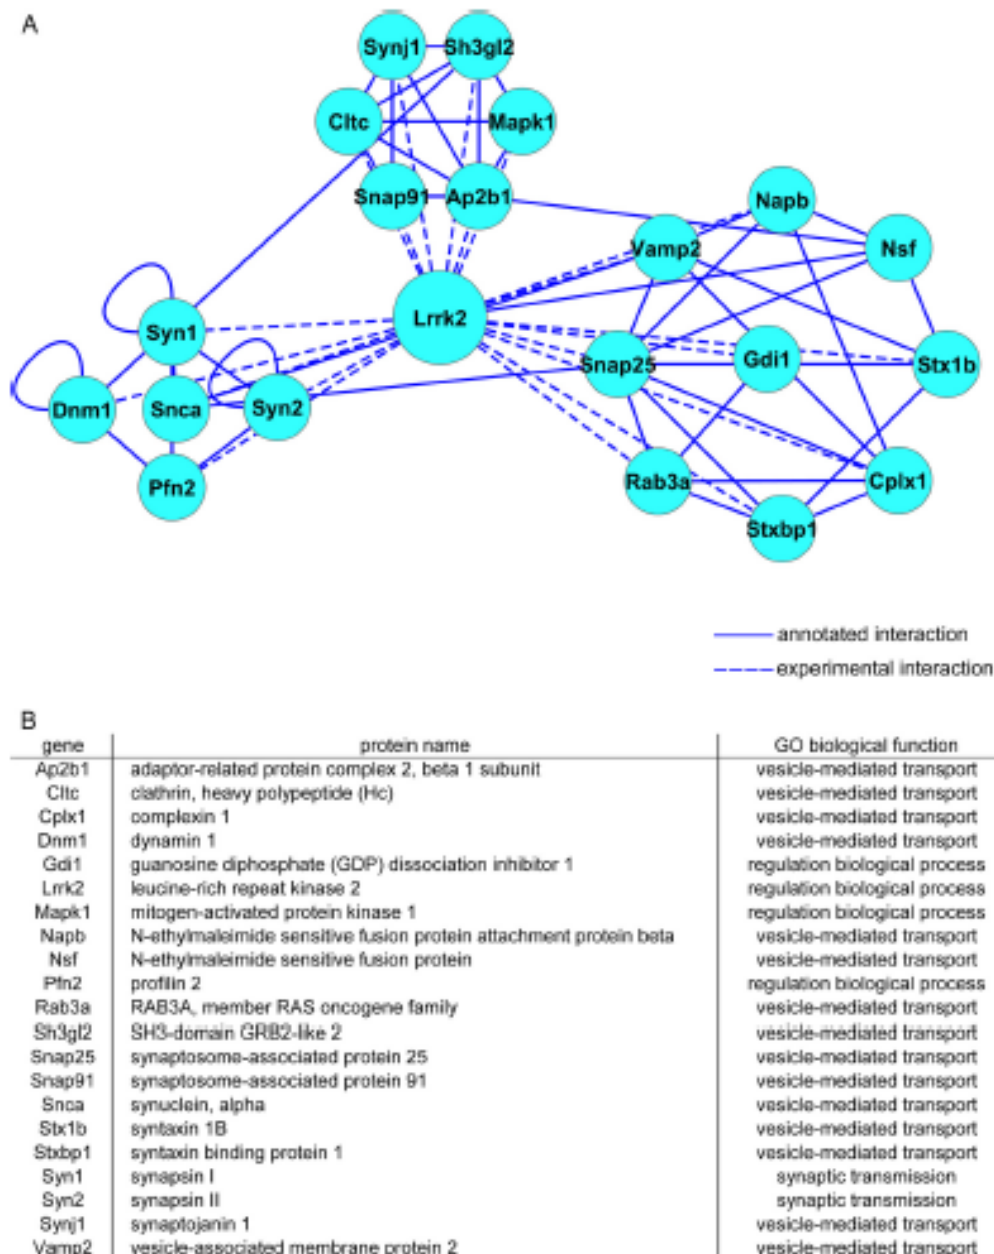 A
Synj1 Sh3gl2
Cltc Mapk1
Snap91 Ap2b1
Napb
Vamp2 Nsf
Lrrk2
Syn1
Snap25 Gdi1 Stx1b
Dnm1 Snca Syn2
Pfn2 Rab3a Cplx1
Stxbp1
annotated interaction
experimental interaction
B
gene protein name GO biological function
Ap2b1 adaptor-related protein complex 2, beta 1 subunit vesicle-mediated transport
Cltc clathrin, heavy polypeptide (Hc) vesicle-mediated transport
Cplx1 complexin 1 vesicle-mediated transport
Dnm1 dynamin 1 vesicle-mediated transport
Gdi1 guanosine diphosphate (GDP) dissociation inhibitor 1 regulation biological process
Lrrk2 leucine-rich repeat kinase 2 regulation biological process
Mapk1 mitogen-activated protein kinase 1 regulation biological process
Napb N-ethylmaleimide sensitive fusion protein attachment protein beta vesicle-mediated transport
Nsf N-ethylmaleimide sensitive fusion protein vesicle-mediated transport
Pfn2 profilin 2 regulation biological process
Rab3a RAB3A, member RAS oncogene family vesicle-mediated transport
Sh3gl2 SH3-domain GRB2-like 2 vesicle-mediated transport
Snap25 synaptosome-associated protein 25 vesicle-mediated transport
Snap91 synaptosome-associated protein 91 vesicle-mediated transport
Snca synuclein, alpha vesicle-mediated transport
Stx1b syntaxin 1B vesicle-mediated transport
Stxbp1 syntaxin binding protein 1 vesicle-mediated transport
Syn1 synapsin I synaptic transmission
Syn2 synapsin II synaptic transmission
Synj1 synaptojanin 1 vesicle-mediated transport
Vamp2 vesicle-associated membrane protein 2 vesicle-mediated transport